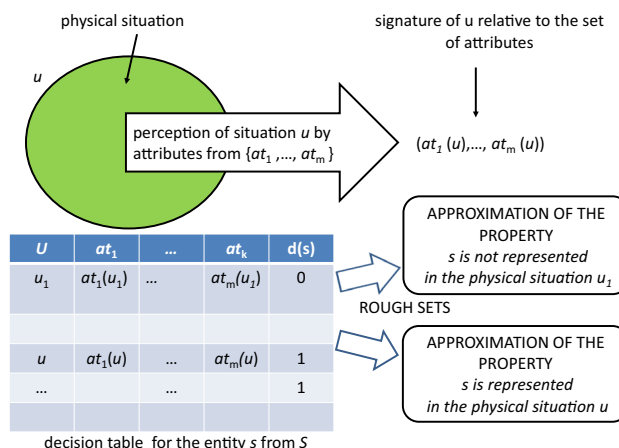 physical situation
signature of u relative to the set
of attributes
u
perception of situation u by
attributes from {at1 ,..., atm }
(at1 (u),..., atm (u))
U at1 ... atk d(s)
u1 at1(u1) ... atm(u1) 0
u at1(u) ... atm(u) 1
... ... 1
decision table for the entity s from S
APPROXIMATION OF THE
PROPERTY
s is not represented
in the physical situation u1
ROUGH SETS
APPROXIMATION OF THE
PROPERTY
s is represented
in the physical situation u